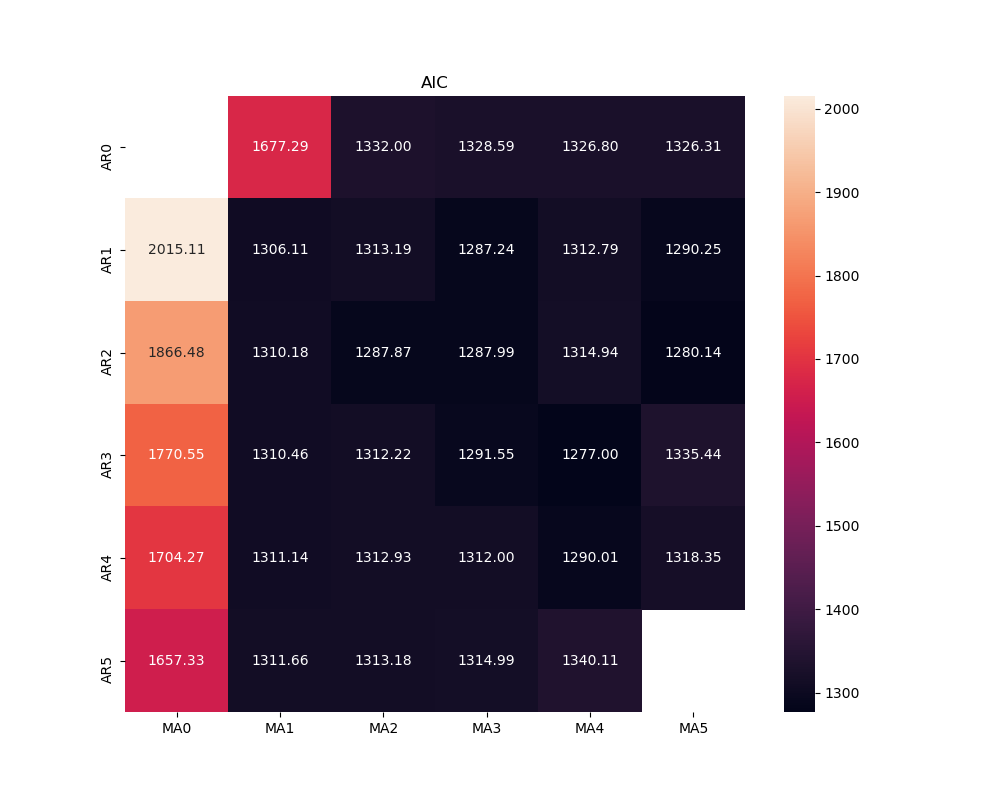 AIC
AR0 1677.29 1332.00 1328.59 1326.80 1326.31
AR1 2015.11 1306.11 1313.19 1287.24 1312.79 1290.25
AR2 1866.48 1310.18 1287.87 1287.99 1314.94 1280.14
AR3 1770.55 1310.46 1312.22 1291.55 1277.00 1335.44
AR4 1704.27 1311.14 1312.93 1312.00 1290.01 1318.35
AR5 1657.33 1311.66 1313.18 1314.99 1340.11
MA0 MA1 MA2 MA3 MA4 MA5
2000
1900
1800
1700
1600
1500
1400
1300